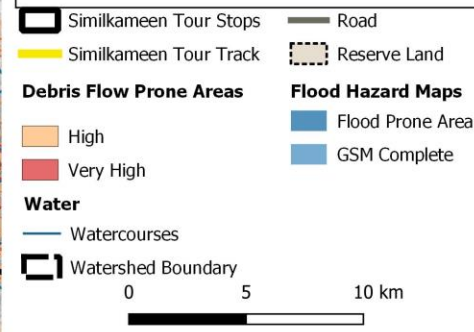 Similkameen Tour Stops
Similkameen Tour Track
Road
Reserve Land
Debris Flow Prone Areas
High
Very High
Flood Hazard Maps
Flood Prone Area
GSM Complete
Water
Watercourses
Watershed Boundary
0 5 10 km